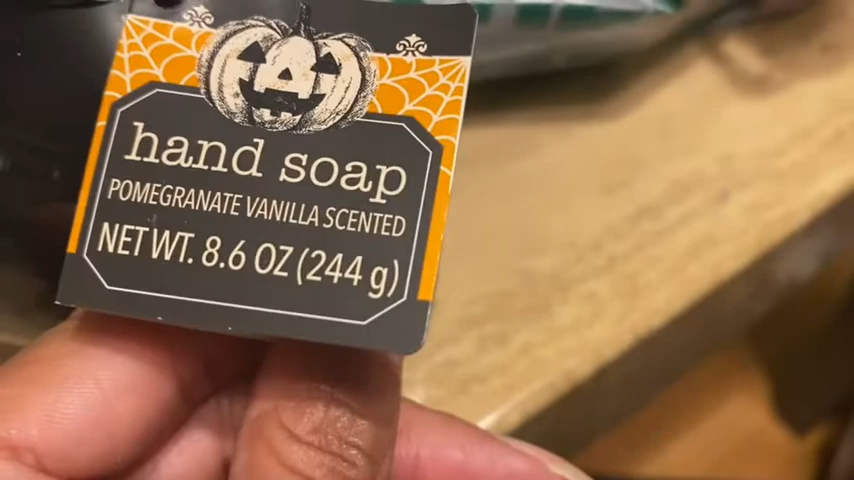 hand soap
POMEGRANATE VANILLA SCENTED
NET WT. 8.6 OZ (244 g)